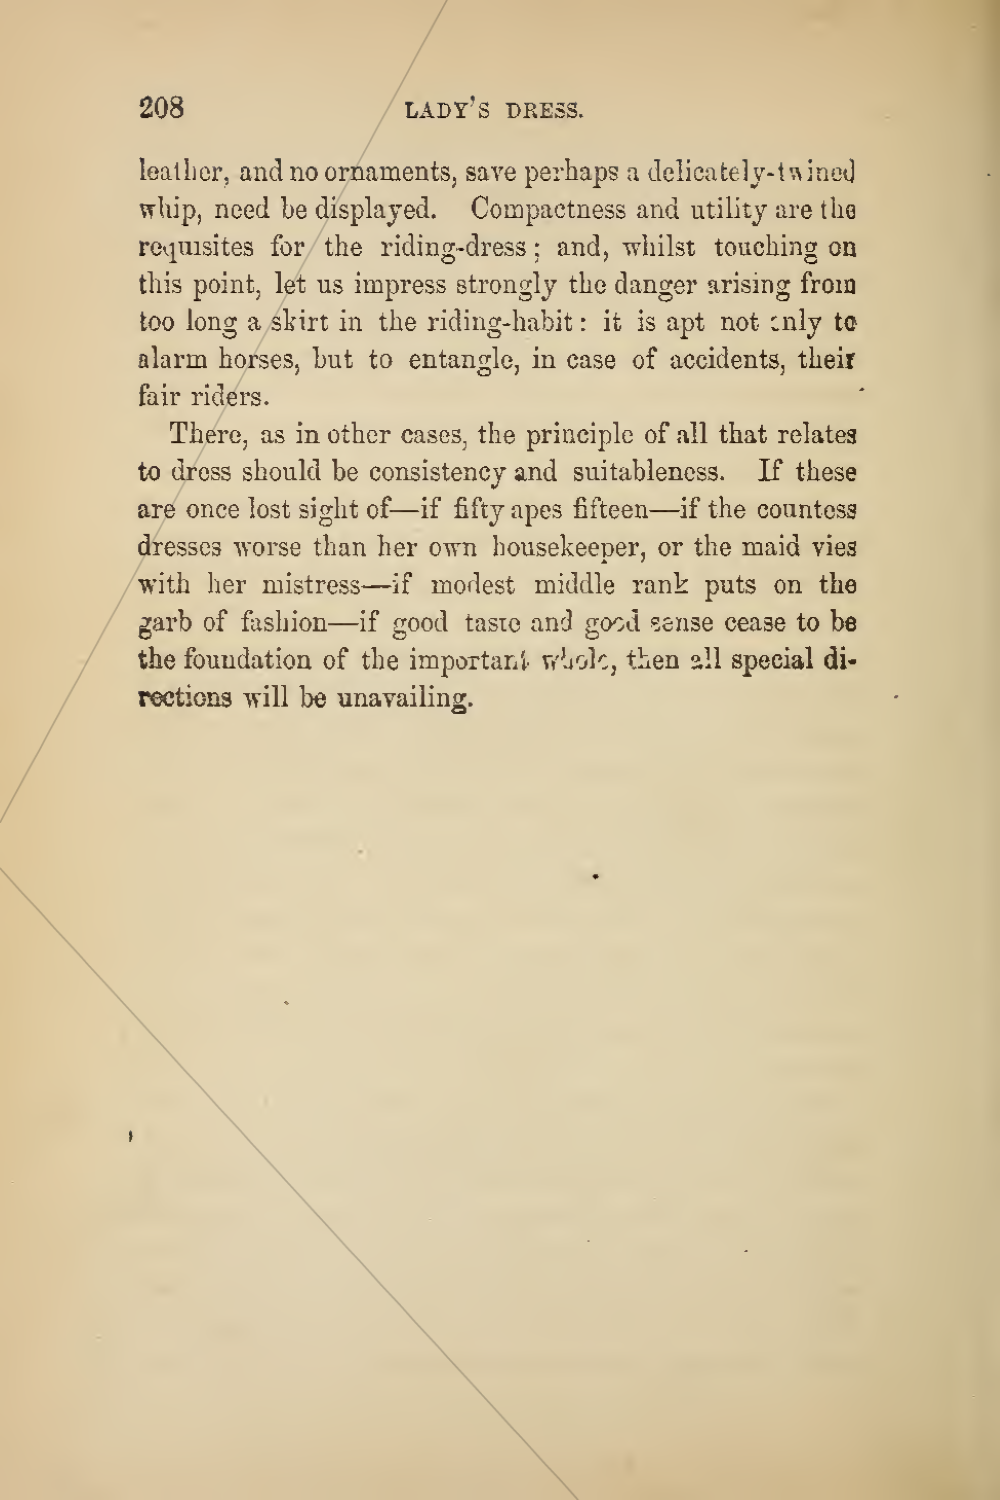 208 LADY'S DRESS.
leather, and no ornaments, save perhaps a delicately-twined
whip, need be displayed. Compactness and utility are the
requisites for the riding-dress; and, whilst touching on
this point, let us impress strongly the danger arising from
too long a skirt in the riding-habit: it is apt not only to
alarm horses, but to entangle, in case of accidents, their
fair riders.
There, as in other cases, the principle of all that relates
to dress should be consistency and suitableness. If these
are once lost sight of—if fifty apes fifteen—if the countess
dresses worse than her own housekeeper, or the maid vies
with her mistress—if modest middle rank puts on the
garb of fashion—if good taste and good sense cease to be
the foundation of the important whole, then all special di-
rections will be unavailing.